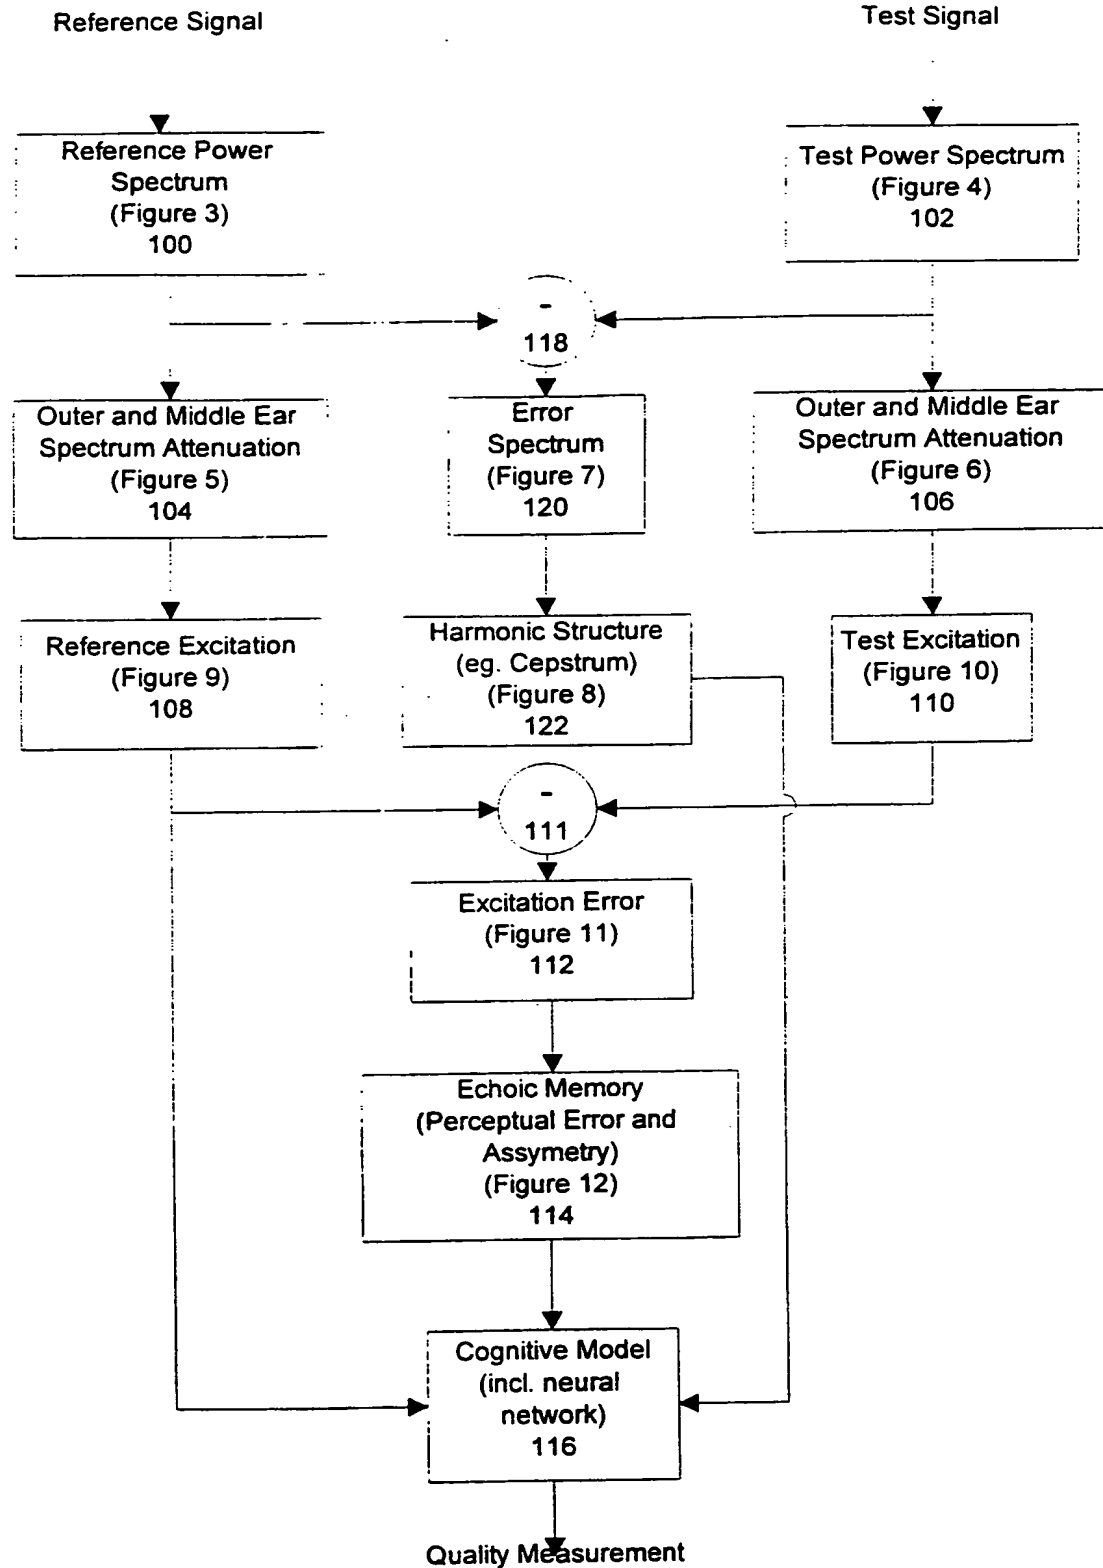 Reference Signal
Test Signal
Reference Power
Spectrum
(Figure 3)
100
Test Power Spectrum
(Figure 4)
102
-
118
Outer and Middle Ear
Spectrum Attenuation
(Figure 5)
104
Error
Spectrum
(Figure 7)
120
Outer and Middle Ear
Spectrum Attenuation
(Figure 6)
106
Reference Excitation
(Figure 9)
108
Harmonic Structure
(eg. Cepstrum)
(Figure 8)
122
Test Excitation
(Figure 10)
110
-
111
Excitation Error
(Figure 11)
112
Echoic Memory
(Perceptual Error and
Assymetry)
(Figure 12)
114
Cognitive Model
(incl. neural
network)
116
Quality Measurement